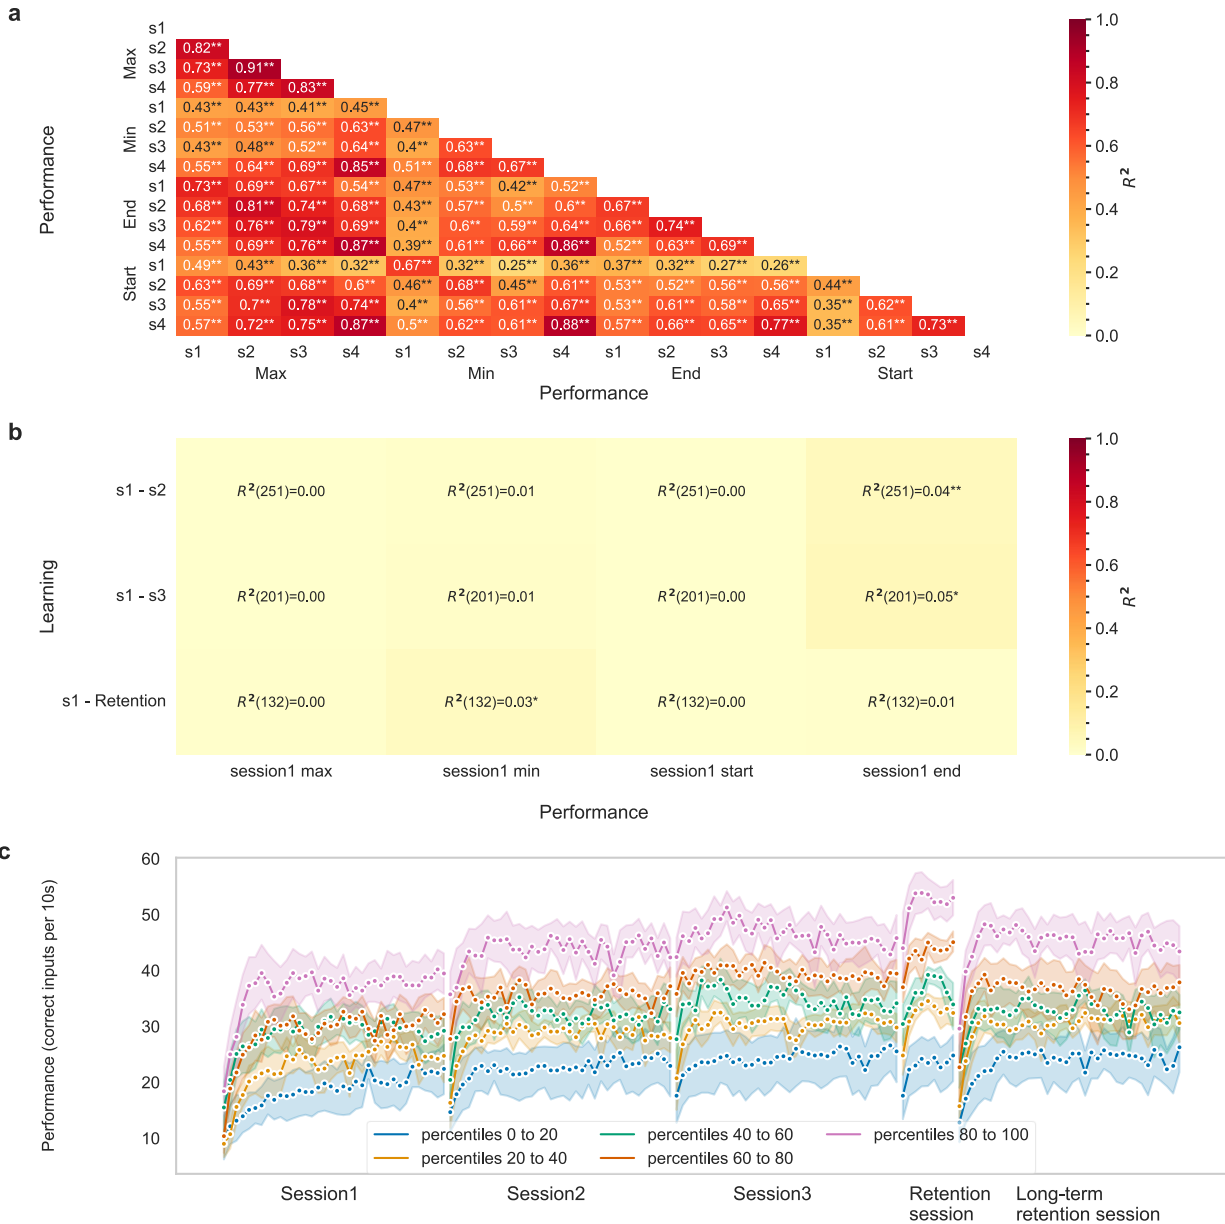 a
Performance
Max
Min
End
Start
s1
s2 0.82**
s3 0.73** 0.91**
s4 0.59** 0.77** 0.83**
s1 0.43** 0.43** 0.41** 0.45**
s2 0.51** 0.53** 0.56** 0.63** 0.47**
s3 0.43** 0.48** 0.52** 0.64** 0.4** 0.63**
s4 0.55** 0.64** 0.69** 0.85** 0.51** 0.68** 0.67**
s1 0.73** 0.69** 0.67** 0.54** 0.47** 0.53** 0.42** 0.52**
s2 0.68** 0.81** 0.74** 0.68** 0.43** 0.57** 0.5** 0.6** 0.67**
s3 0.62** 0.76** 0.79** 0.69** 0.4** 0.6** 0.59** 0.64** 0.66** 0.74**
s4 0.55** 0.69** 0.76** 0.87** 0.39** 0.61** 0.66** 0.86** 0.52** 0.63** 0.69**
s1 0.49** 0.43** 0.36** 0.32** 0.67** 0.32** 0.25** 0.36** 0.37** 0.32** 0.27** 0.26**
s2 0.63** 0.69** 0.68** 0.6** 0.46** 0.68** 0.45** 0.61** 0.53** 0.52** 0.56** 0.56** 0.44**
s3 0.55** 0.7** 0.78** 0.74** 0.4** 0.56** 0.61** 0.67** 0.53** 0.61** 0.58** 0.65** 0.35** 0.62**
s4 0.57** 0.72** 0.75** 0.87** 0.5** 0.62** 0.61** 0.88** 0.57** 0.66** 0.65** 0.77** 0.35** 0.61** 0.73**
s1 s2 s3 s4 s1 s2 s3 s4 s1 s2 s3 s4 s1 s2 s3 s4
Max Min End Start
Performance
1.0
0.8
0.6
0.4
0.2
0.0
R²
b
Learning
s1 - s2 R²(251)=0.00 R²(251)=0.01 R²(251)=0.00 R²(251)=0.04**
s1 - s3 R²(201)=0.00 R²(201)=0.01 R²(201)=0.00 R²(201)=0.05*
s1 - Retention R²(132)=0.00 R²(132)=0.03* R²(132)=0.00 R²(132)=0.01
session1 max session1 min session1 start session1 end
Performance
1.0
0.8
0.6
0.4
0.2
0.0
R²
c
Performance (correct inputs per 10s)
60
50
40
30
20
10
percentiles 0 to 20 percentiles 40 to 60 percentiles 80 to 100
percentiles 20 to 40 percentiles 60 to 80
Session1 Session2 Session3 Retention Long-term
session retention session